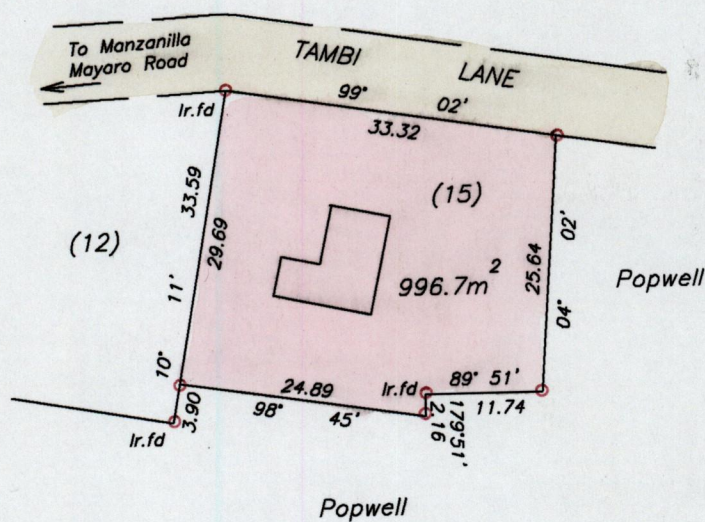 To Manzanilla
Mayaro Road
TAMBI LANE
99° 02'
Ir.fd
33.32
33.59
(15)
(12)
29.69
02'
25.64
Popwell
996.7m²
11'
04°
10°
24.89
Ir.fd
89° 51'
3.90
98° 45'
2.16
179°51'
11.74
Ir.fd
Popwell